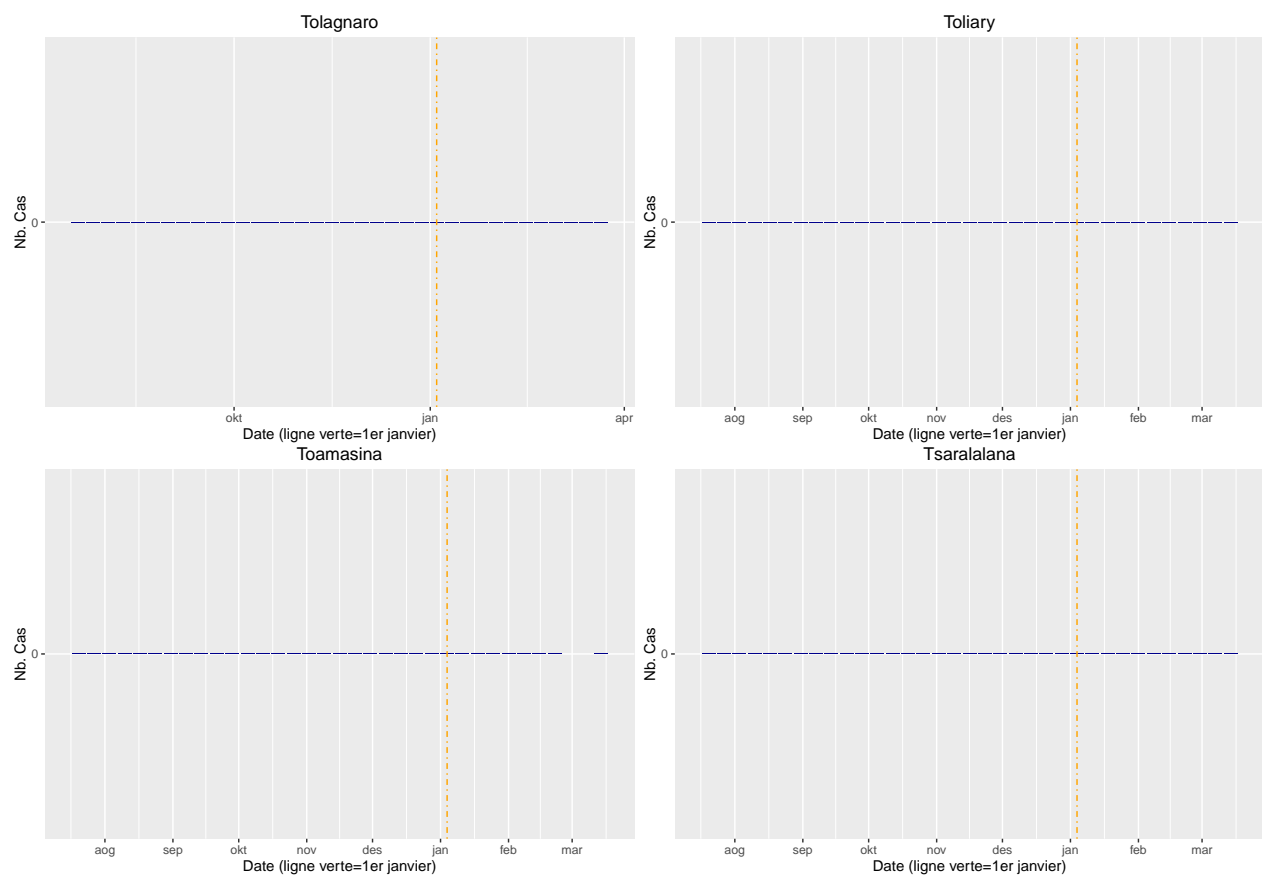 Tolagnaro
Nb. Cas
0
okt jan apr
Date (ligne verte=1er janvier)
Toliary
Nb. Cas
0
aog sep okt nov des jan feb mar
Date (ligne verte=1er janvier)
Toamasina
Nb. Cas
0
aog sep okt nov des jan feb mar
Date (ligne verte=1er janvier)
Tsaralalana
Nb. Cas
0
aog sep okt nov des jan feb mar
Date (ligne verte=1er janvier)